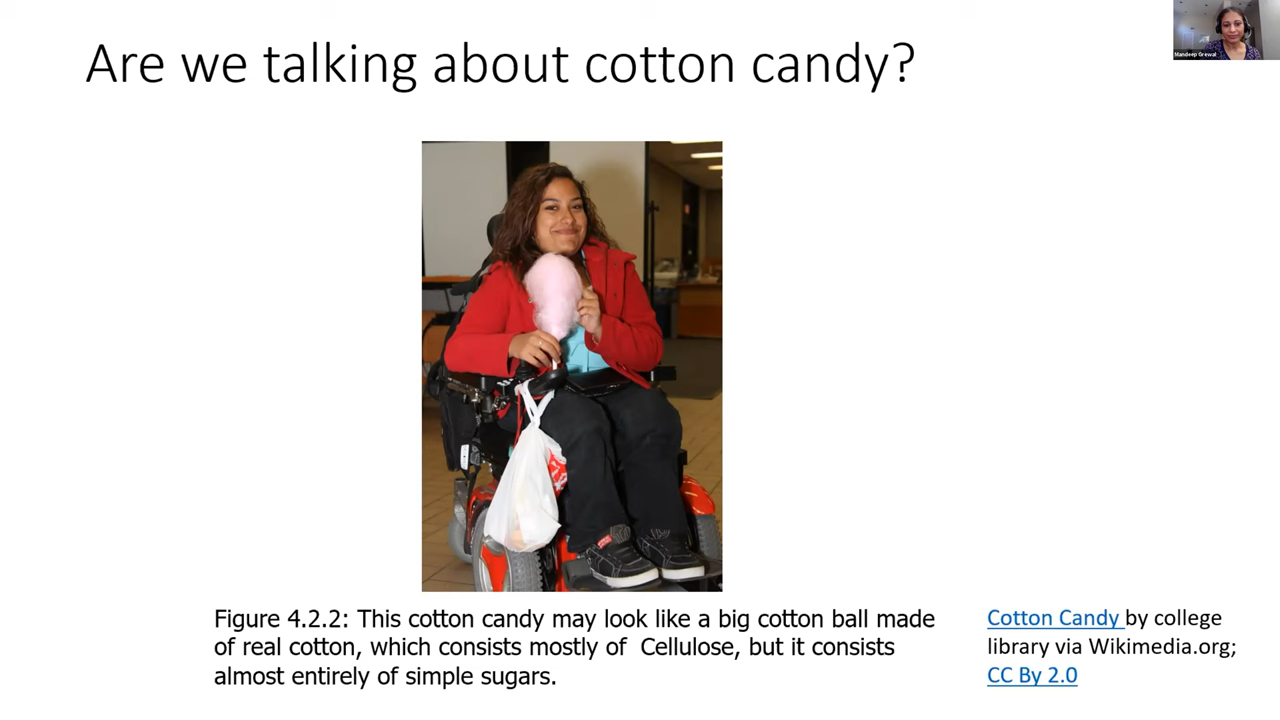 Are we talking about cotton candy?
Mandeep Grewal
Figure 4.2.2: This cotton candy may look like a big cotton ball made
of real cotton, which consists mostly of  Cellulose, but it consists
almost entirely of simple sugars.
Cotton Candy by college
library via Wikimedia.org;
CC By 2.0